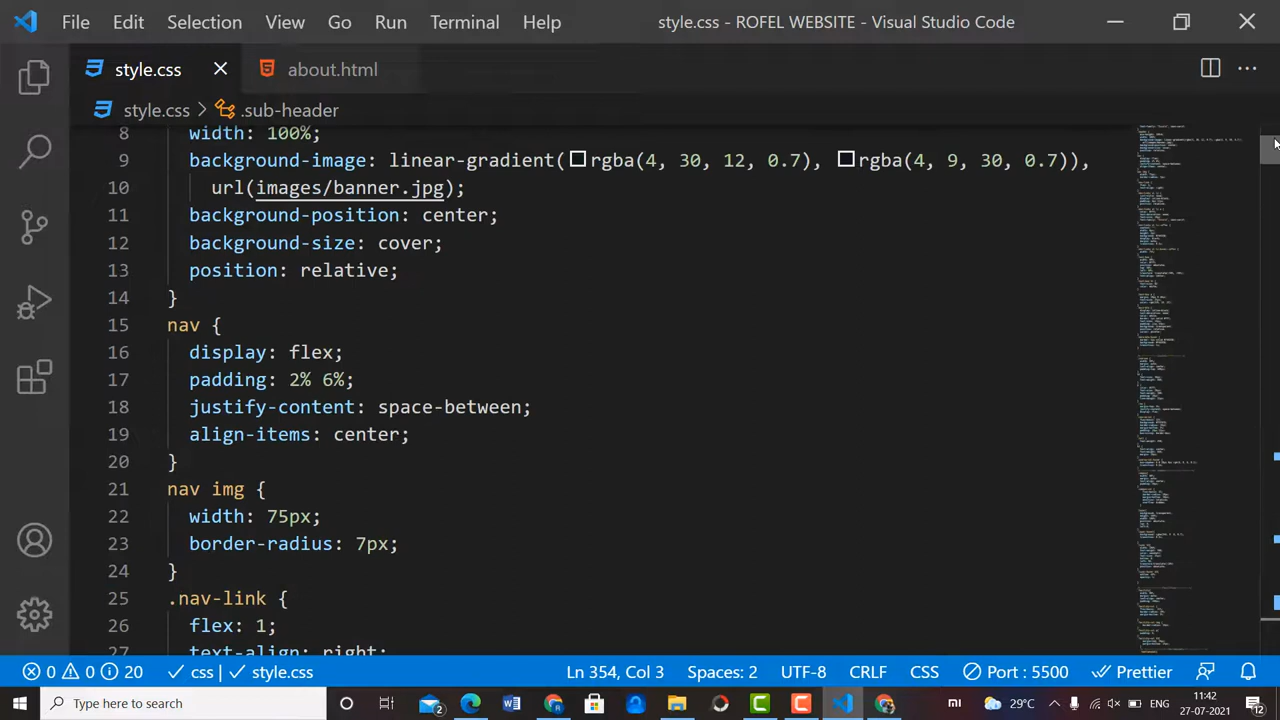 File Edit Selection View Go Run Terminal Help style.css - ROFEL WEBSITE - Visual Studio Code
style.css about.html
style.css > .sub-header
8 width: 100%;
9 background-image: linear-gradient(rgba(4, 30, 12, 0.7), rgba(4, 9, 30, 0.7)),
10 url(images/banner.jpg);
11 background-position: center;
12 background-size: cover;
13 position: relative;
14 }
15 nav {
16 display: flex;
17 padding: 2% 6%;
18 justify-content: space-between;
19 align-items: center;
20 }
21 nav img {
22 width: 75px;
23 border-radius: 7px;
24 }
25 .nav-link {
26 flex: 1;
27 text-align: right;
0 0 20 css | style.css Ln 354, Col 3 Spaces: 2 UTF-8 CRLF CSS Port : 5500 Prettier
Type here to search 2 W mi 29°C 11:42
27-07-2021 2